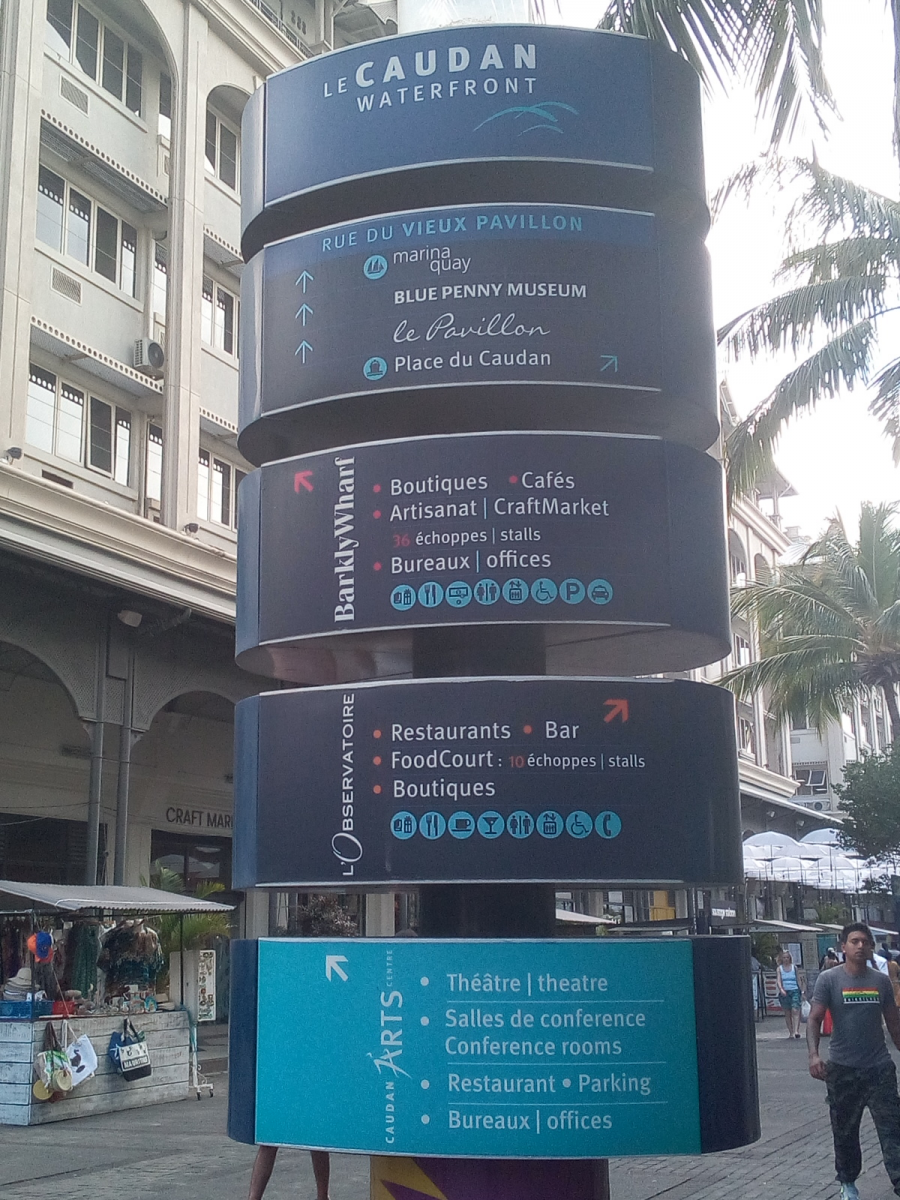 LE CAUDAN
WATERFRONT
RUE DU VIEUX PAVILLON
marina
quay
BLUE PENNY MUSEUM
le Pavillon
Place du Caudan
BarklyWharf
• Boutiques • Cafés
• Artisanat | CraftMarket
36 échoppes | stalls
• Bureaux | offices
P
L'OBSERVATOIRE
• Restaurants • Bar
• FoodCourt : 10 échoppes | stalls
• Boutiques
CAUDAN ARTS CENTRE
• Théâtre | theatre
• Salles de conference
Conference rooms
• Restaurant • Parking
• Bureaux | offices
CRAFT MAR